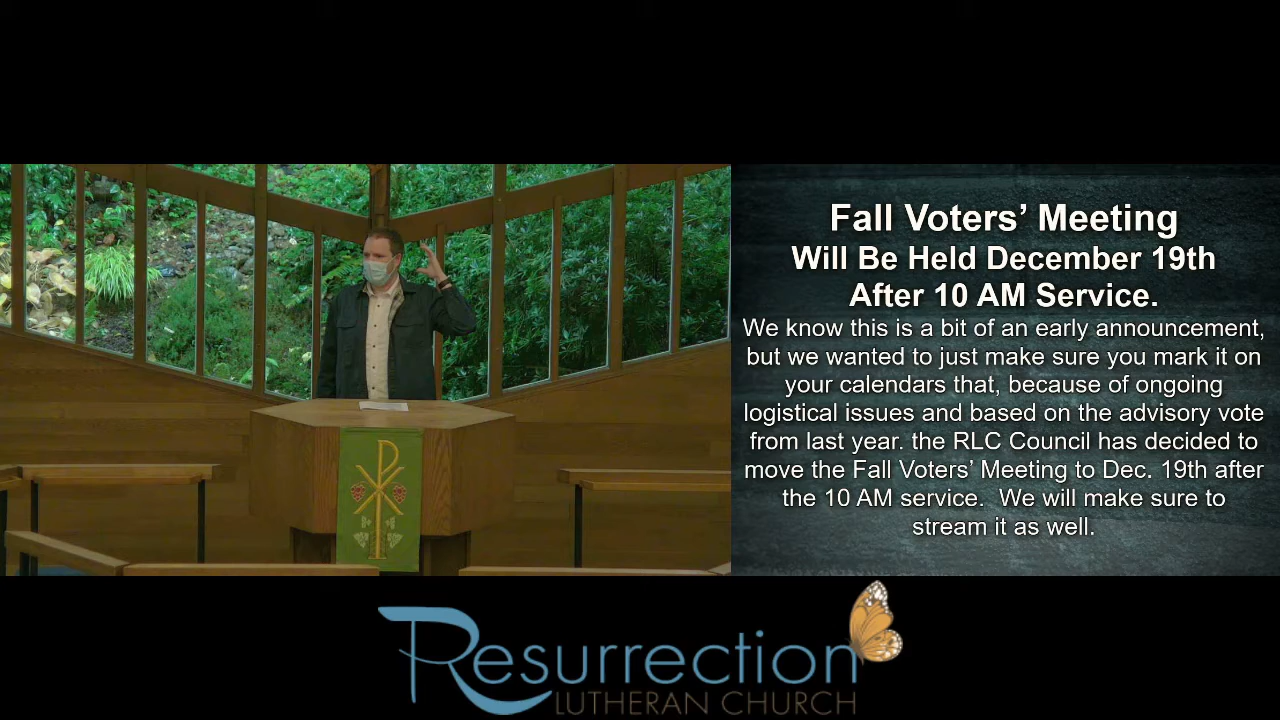 Fall Voters’ Meeting
Will Be Held December 19th
After 10 AM Service.
We know this is a bit of an early announcement,
but we wanted to just make sure you mark it on
your calendars that, because of ongoing
logistical issues and based on the advisory vote
from last year. the RLC Council has decided to
move the Fall Voters’ Meeting to Dec. 19th after
the 10 AM service.  We will make sure to
stream it as well.
Resurrection
LUTHERAN CHURCH